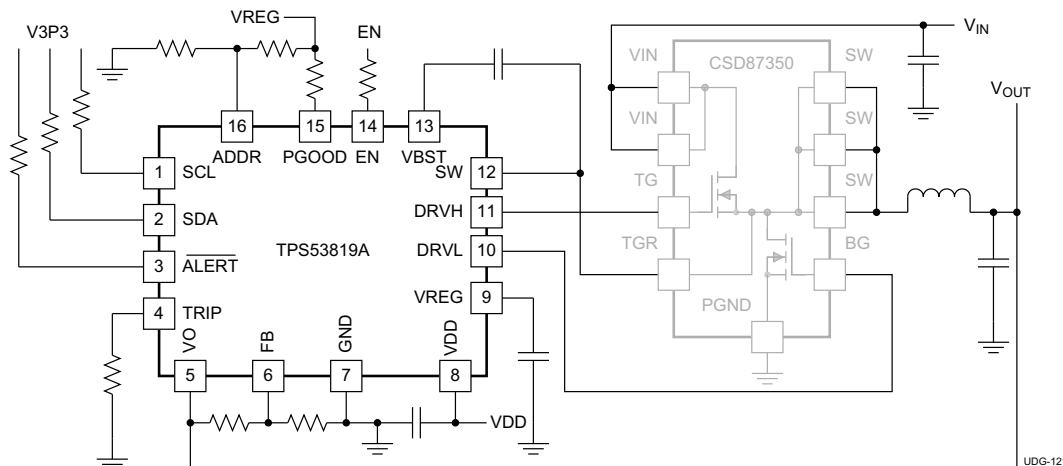 VREG
V3P3
EN
VIN
CSD87350
SW
VIN
VOUT
16
15
14
13
VIN
SW
ADDR
PGOOD
EN
VBST
1
SCL
SW
12
TG
SW
2
SDA
DRVH
11
TPS53819A
DRVL
10
TGR
BG
3
ALERT
4
TRIP
VREG
9
PGND
VO
FB
GND
VDD
5
6
7
8
VDD
UDG-12